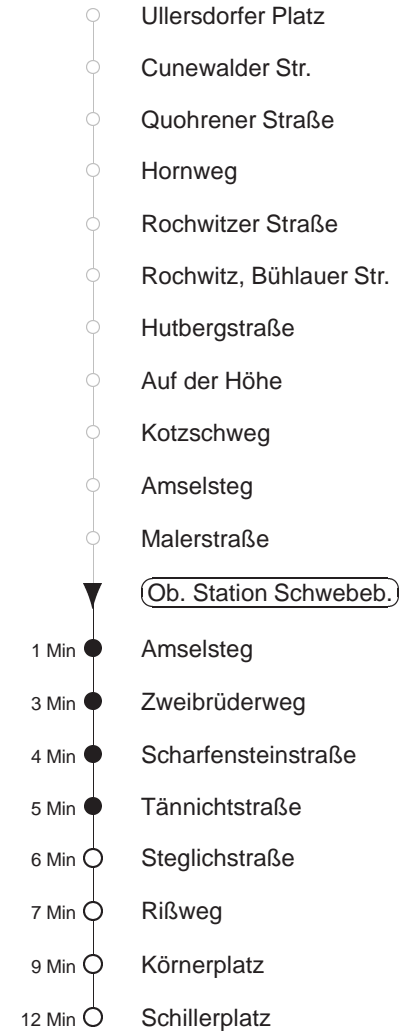 Ullersdorfer Platz
Cunewalder Str.
Quohrener Straße
Hornweg
Rochwitzer Straße
Rochwitz, Bühlauer Str.
Hutbergstraße
Auf der Höhe
Kotzschweg
Amselsteg
Malerstraße
Ob. Station Schwebeb.
1 Min Amselsteg
3 Min Zweibrüderweg
4 Min Scharfensteinstraße
5 Min Tännichtstraße
6 Min Steglichstraße
7 Min Rißweg
9 Min Körnerplatz
12 Min Schillerplatz